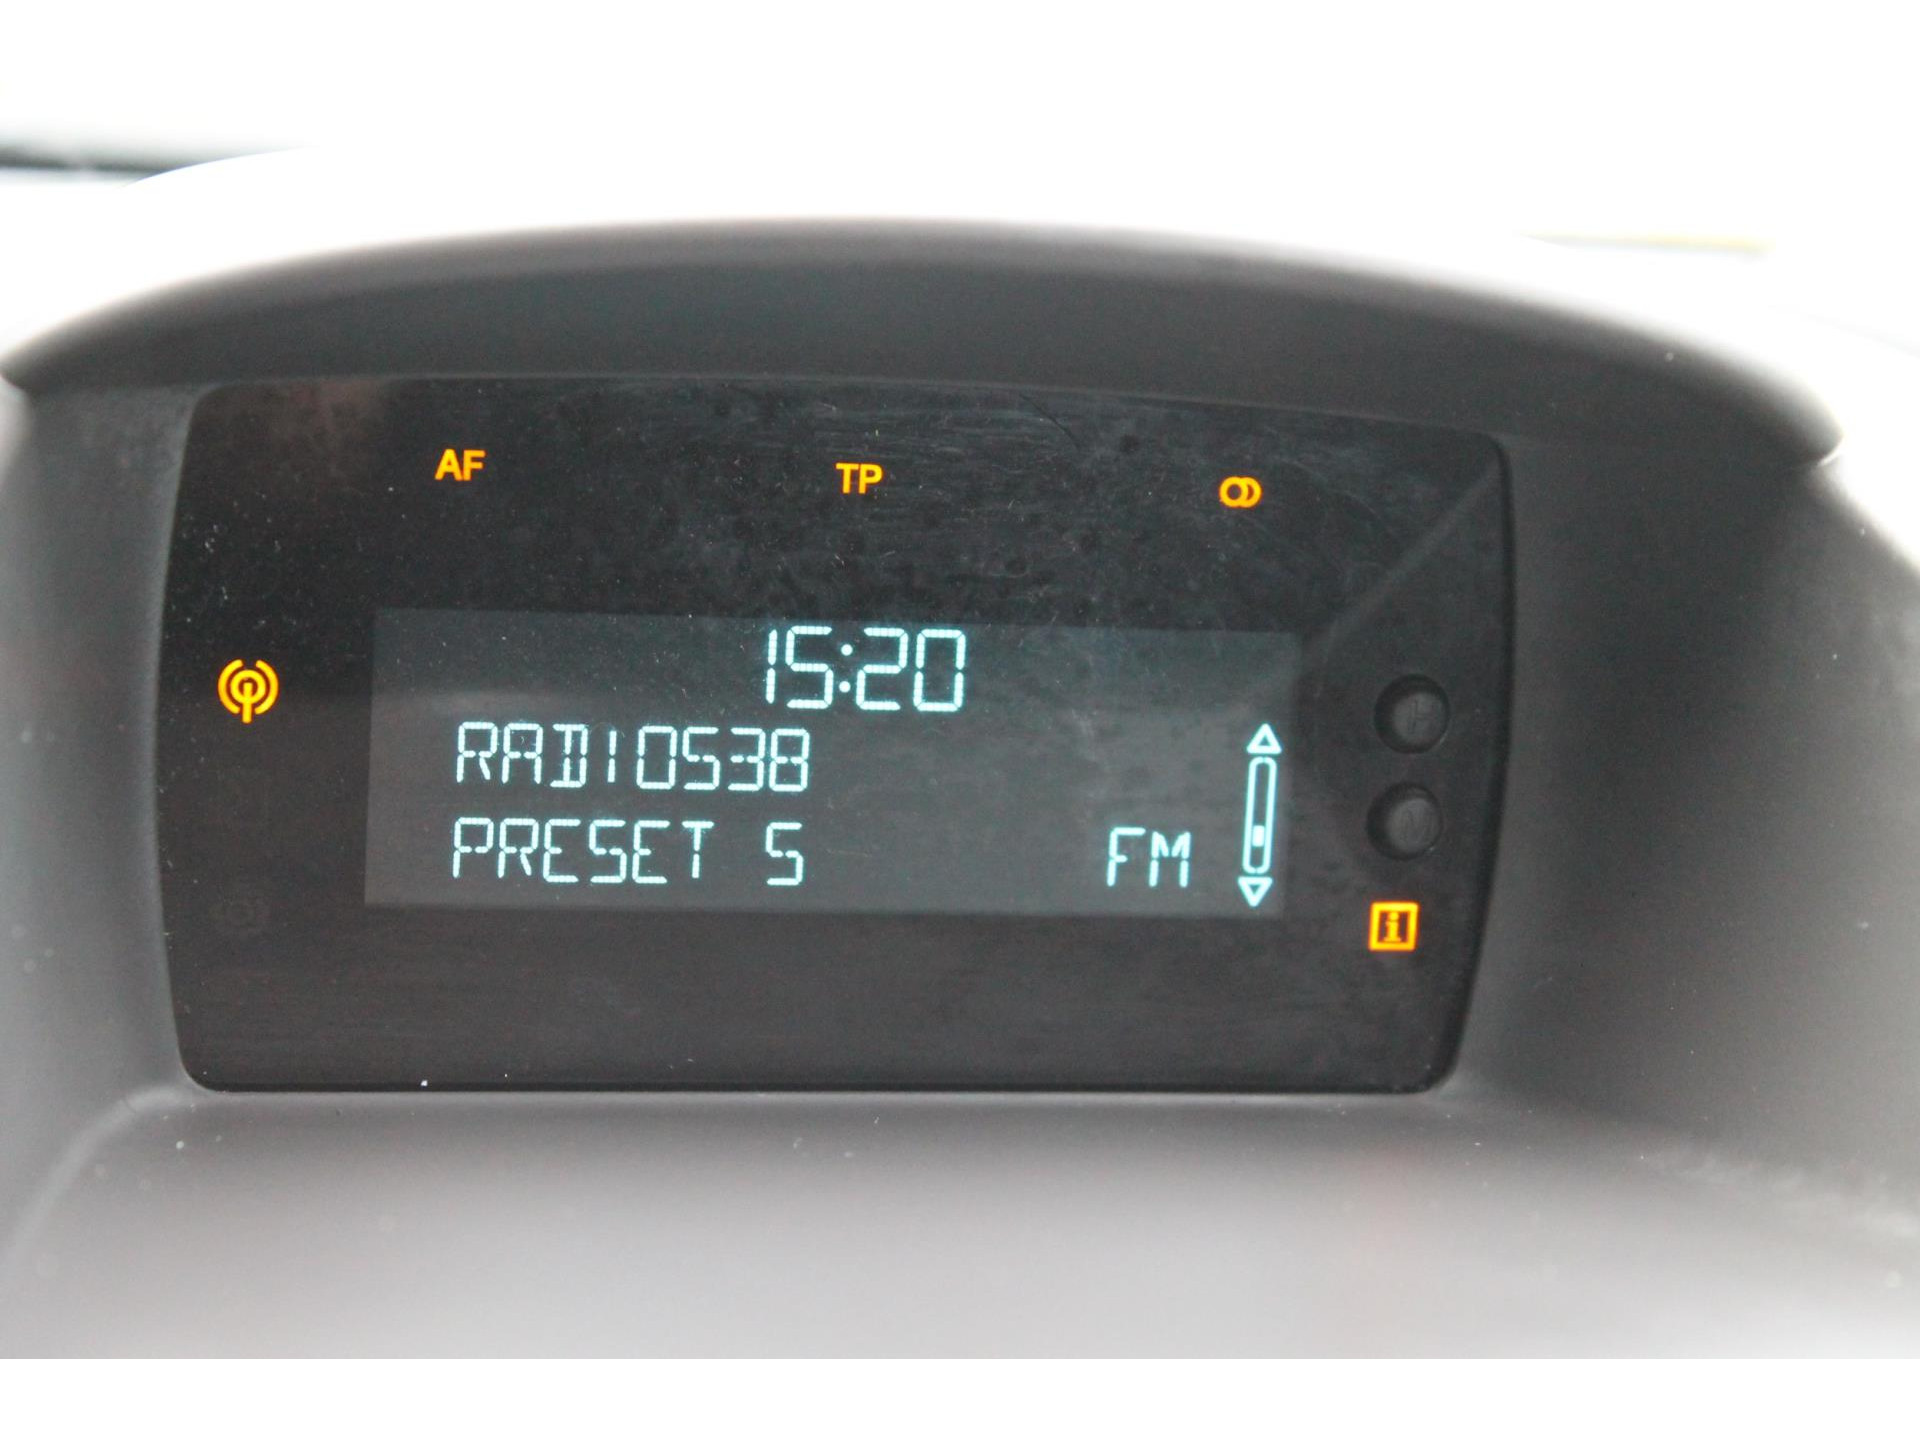 AF TP
15:20
RADIO538
PRESET 5 FM
i